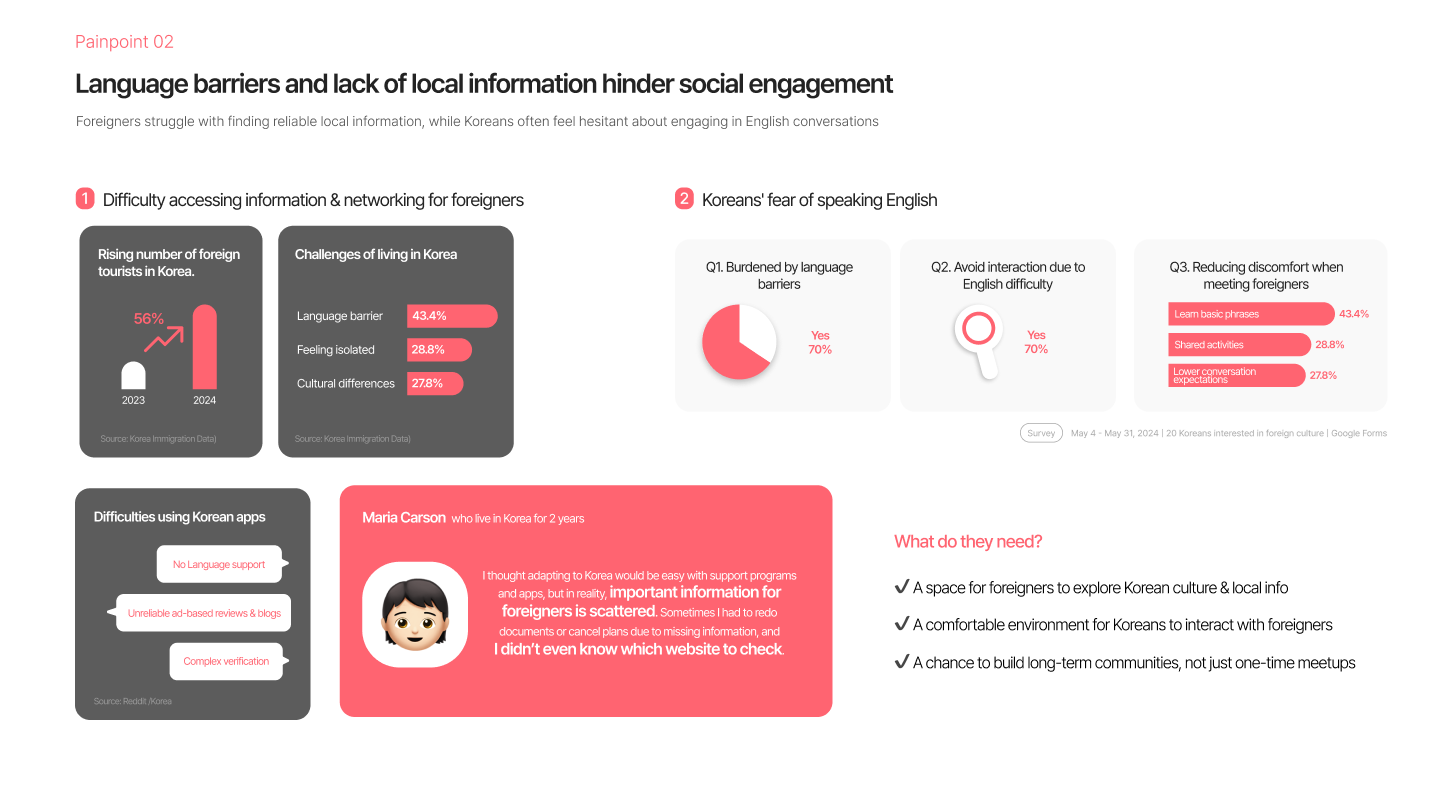 Painpoint 02
Language barriers and lack of local information hinder social engagement
Foreigners struggle with finding reliable local information, while Koreans often feel hesitant about engaging in English conversations
1 Difficulty accessing information & networking for foreigners
Rising number of foreign
tourists in Korea.
56%
2023
2024
Source: Korea Immigration Data)
Challenges of living in Korea
Language barrier 43.4%
Feeling isolated 28.8%
Cultural differences 27.8%
Source: Korea Immigration Data)
2 Koreans' fear of speaking English
Q1. Burdened by language
barriers
Yes
70%
Q2. Avoid interaction due to
English difficulty
Yes
70%
Q3. Reducing discomfort when
meeting foreigners
Learn basic phrases 43.4%
Shared activities 28.8%
Lower conversation
expectations 27.8%
Survey May 4 - May 31, 2024 | 20 Koreans interested in foreign culture | Google Forms
Difficulties using Korean apps
No Language support
Unreliable ad-based reviews & blogs
Complex verification
Source: Reddit /Korea
Maria Carson who live in Korea for 2 years
I thought adapting to Korea would be easy with support programs
and apps, but in reality, important information for
foreigners is scattered. Sometimes I had to redo
documents or cancel plans due to missing information, and
I didn't even know which website to check.
What do they need?
A space for foreigners to explore Korean culture & local info
A comfortable environment for Koreans to interact with foreigners
A chance to build long-term communities, not just one-time meetups